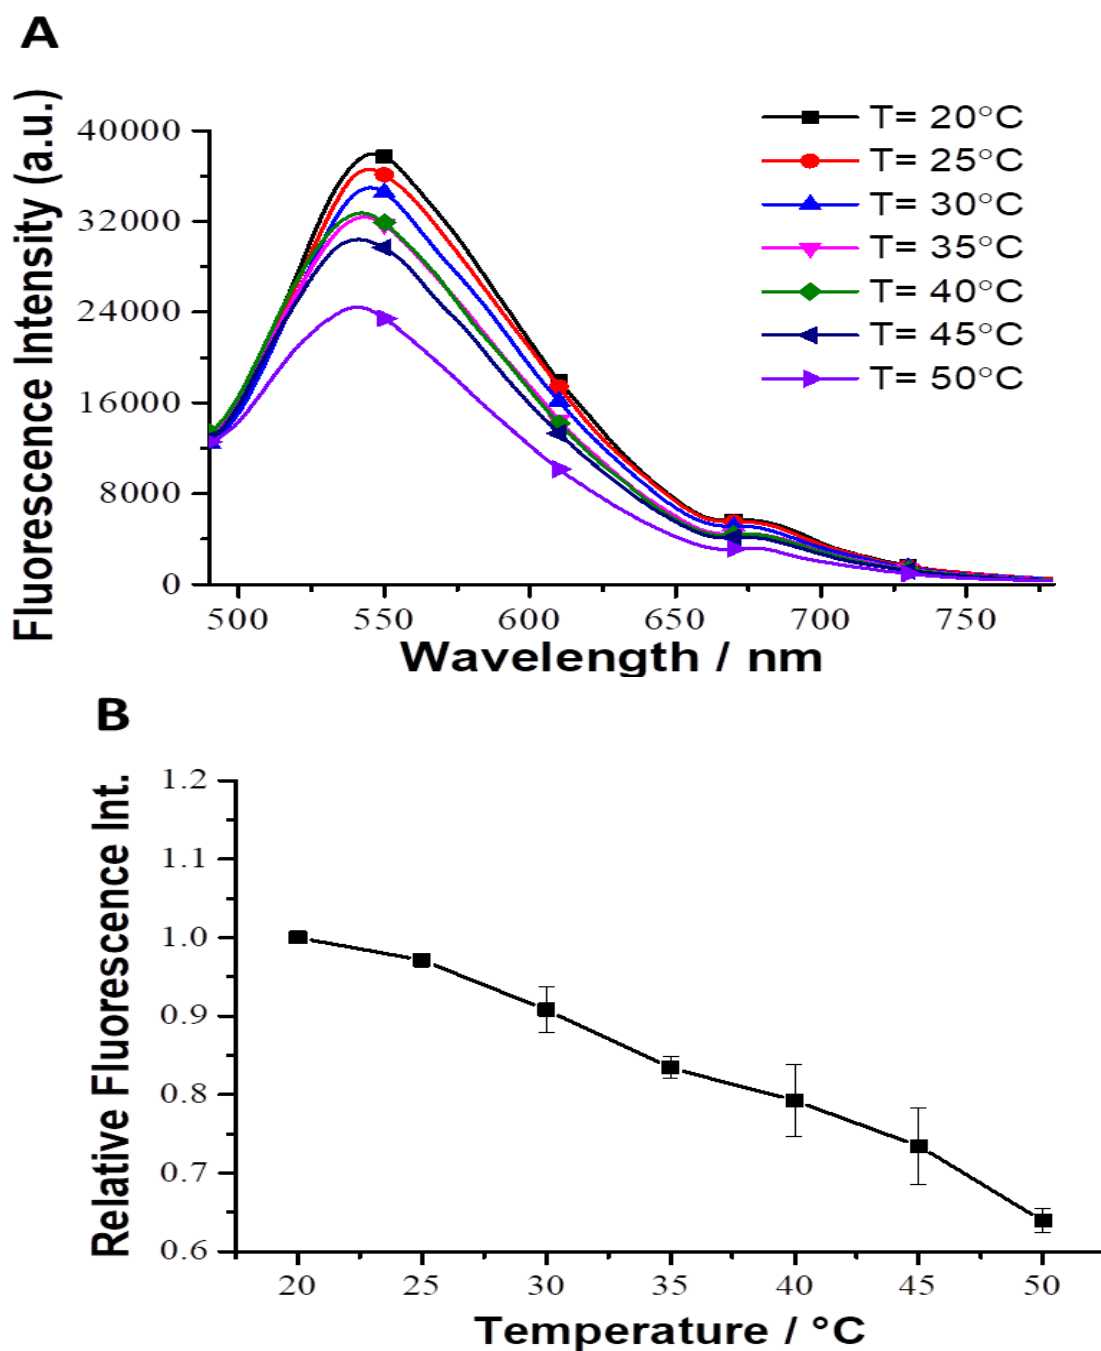 A
Fluorescence Intensity (a.u.)
40000
32000
24000
16000
8000
0
T= 20°C
T= 25°C
T= 30°C
T= 35°C
T= 40°C
T= 45°C
T= 50°C
500 550 600 650 700 750
Wavelength / nm
B
Relative Fluorescence Int.
1.2
1.1
1.0
0.9
0.8
0.7
0.6
20 25 30 35 40 45 50
Temperature / °C